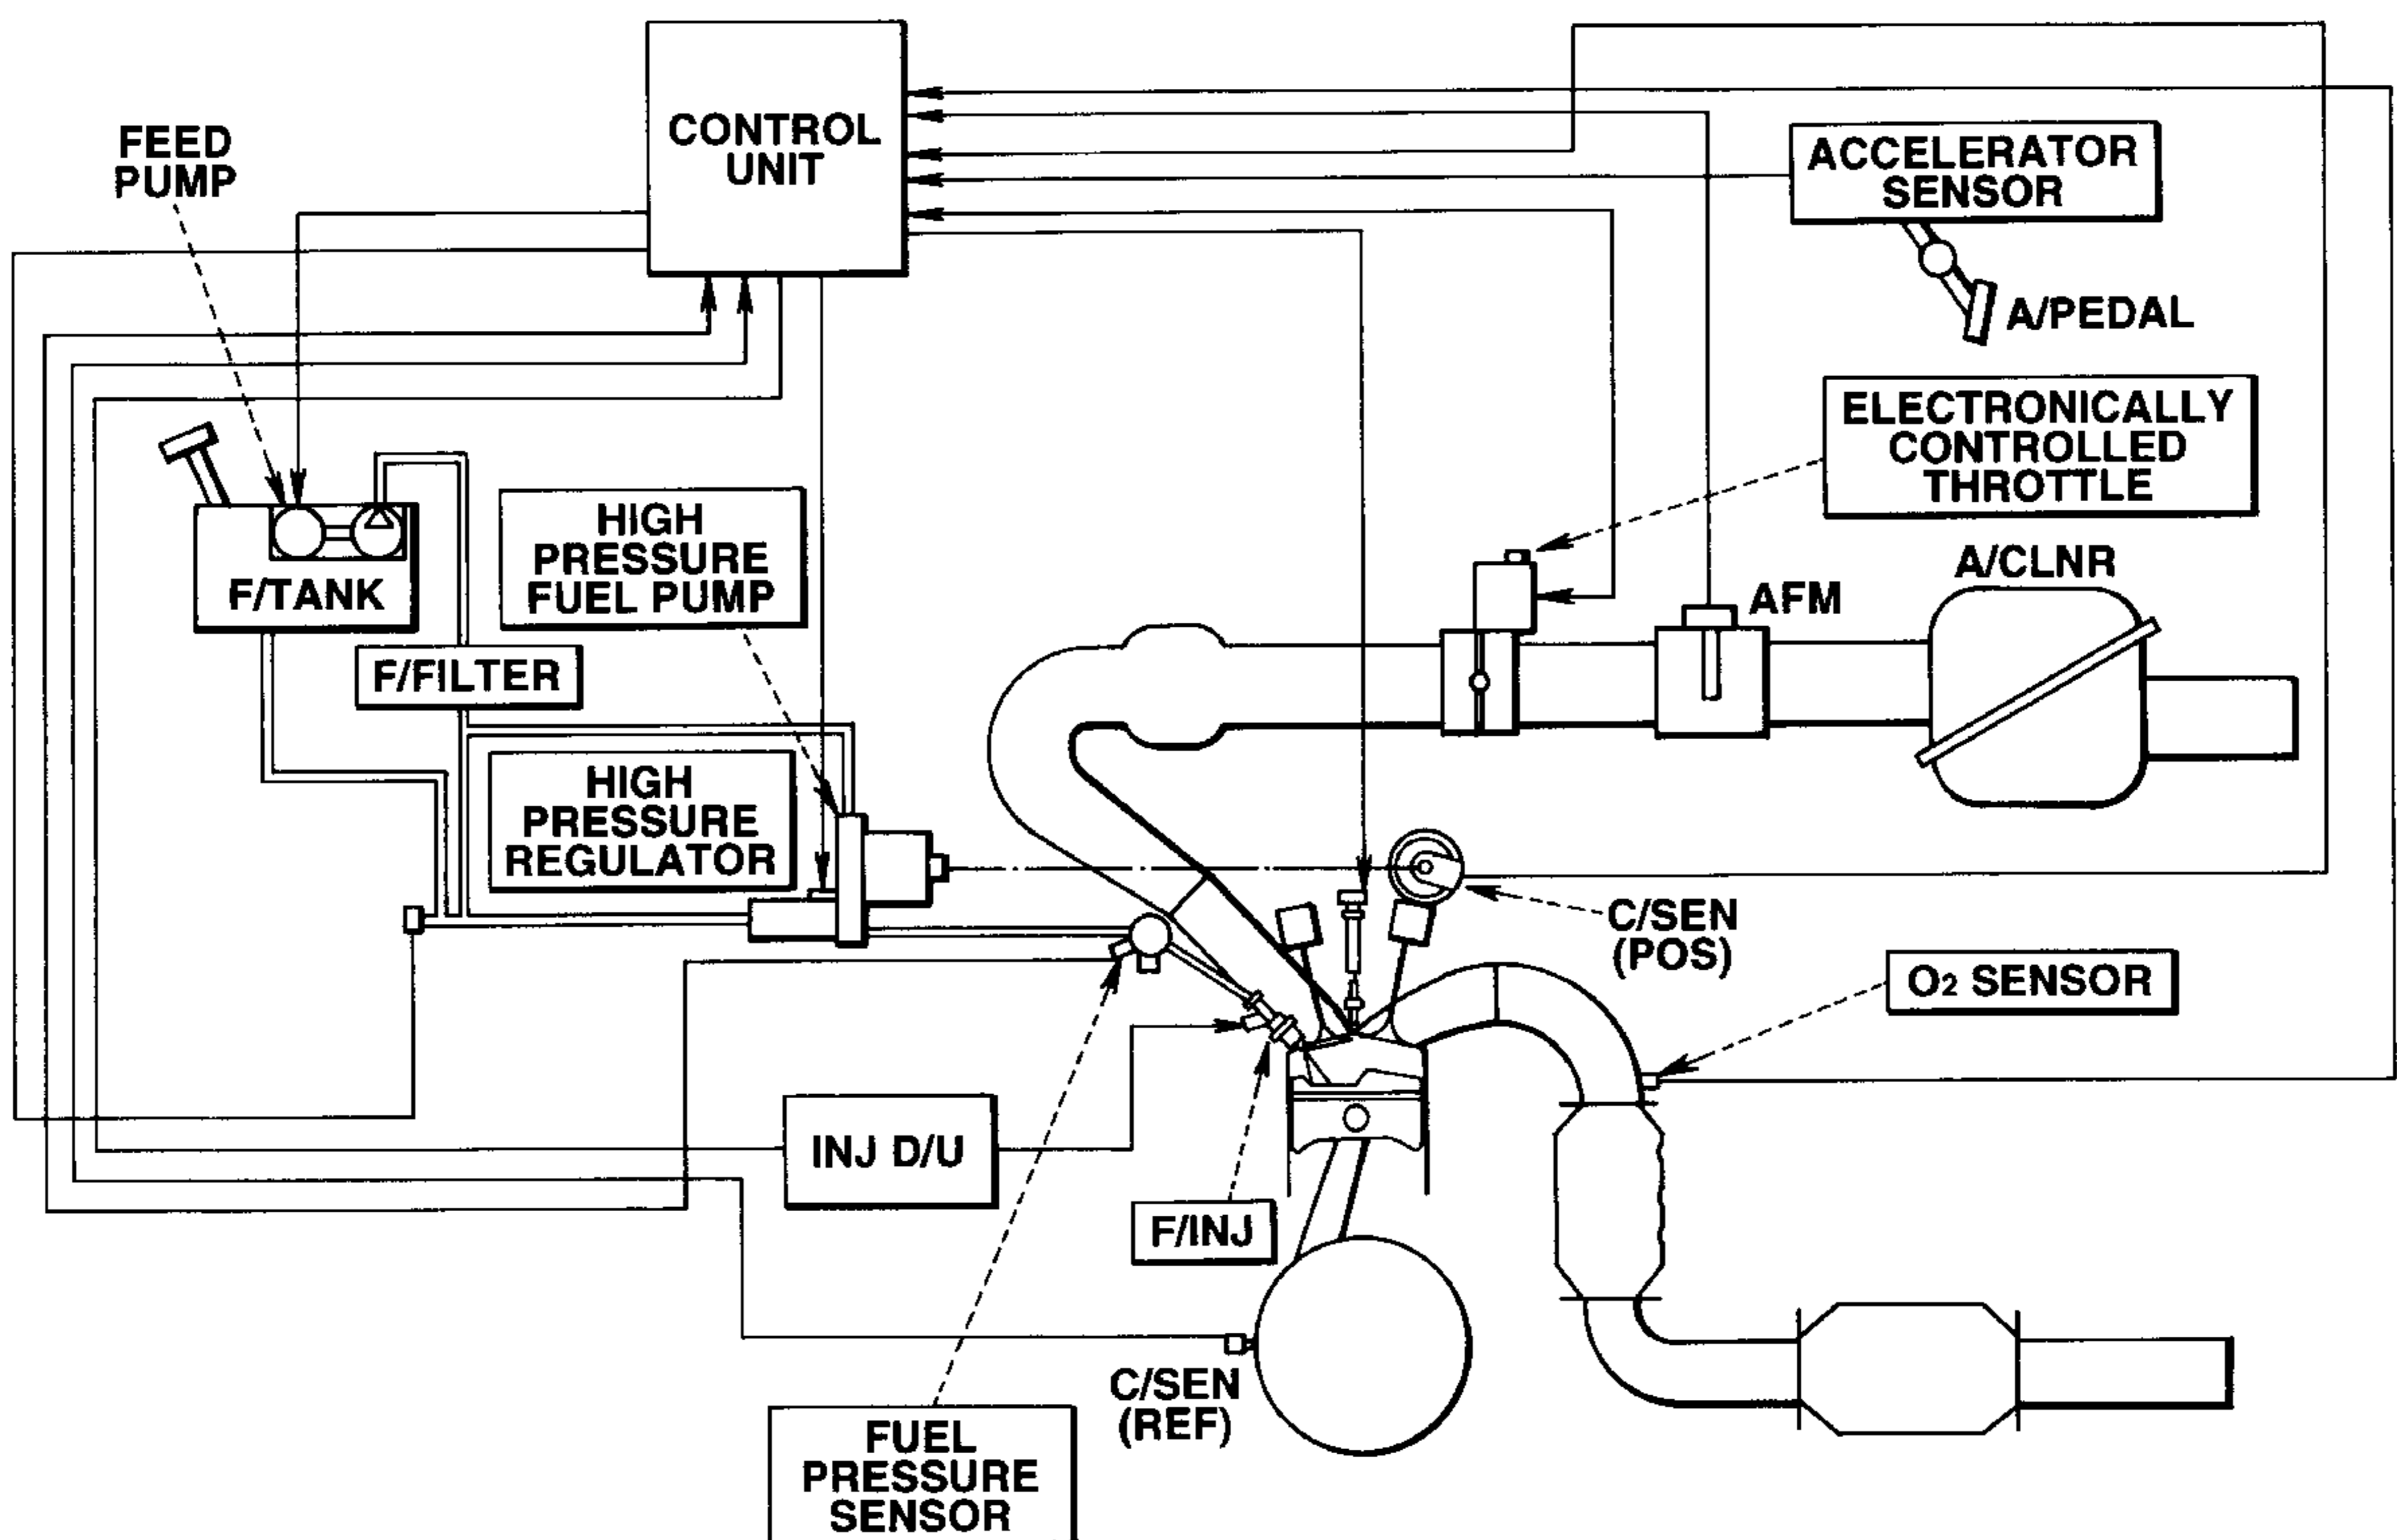 CONTROL
UNIT
FEED
PUMP
ACCELERATOR
SENSOR
A/PEDAL
ELECTRONICALLY
CONTROLLED
THROTTLE
HIGH
PRESSURE
FUEL PUMP
F/TANK
A/CLNR
AFM
F/FILTER
HIGH
PRESSURE
REGULATOR
C/SEN
(POS)
O2 SENSOR
INJ D/U
F/INJ
C/SEN
(REF)
FUEL
PRESSURE
SENSOR